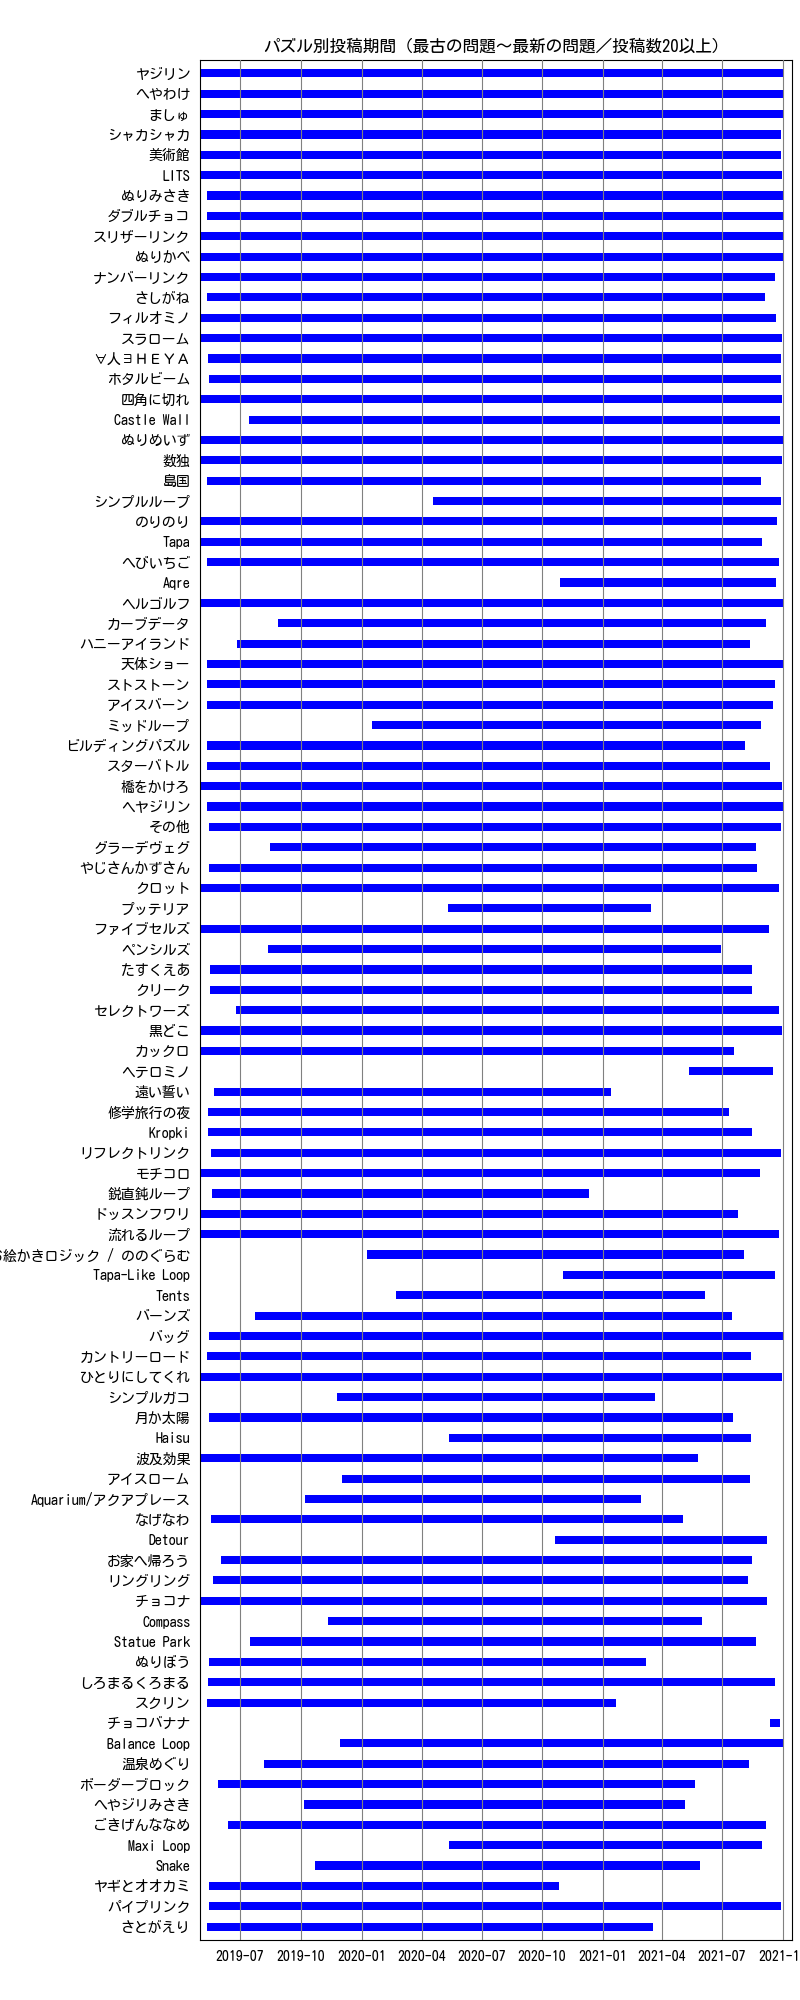 パズル別投稿期間（最古の問題～最新の問題／投稿数20以上）
ヤジリン
へやわけ
ましゅ
シャカシャカ
美術館
LITS
ぬりみさき
ダブルチョコ
スリザーリンク
ぬりかべ
ナンバーリンク
さしがね
フィルオミノ
スラローム
∀人∃ＨＥＹＡ
ホタルビーム
四角に切れ
Castle Wall
ぬりめいず
数独
島国
シンプルループ
のりのり
Tapa
へびいちご
Aqre
ヘルゴルフ
カーブデータ
ハニーアイランド
天体ショー
ストストーン
アイスバーン
ミッドループ
ビルディングパズル
スターバトル
橋をかけろ
ヘヤジリン
その他
グラーデヴェグ
やじさんかずさん
クロット
プッテリア
ファイブセルズ
ペンシルズ
たすくえあ
クリーク
セレクトワーズ
黒どこ
カックロ
ヘテロミノ
遠い誓い
修学旅行の夜
Kropki
リフレクトリンク
モチコロ
鋭直鈍ループ
ドッスンフワリ
流れるループ
絵かきロジック / ののぐらむ
Tapa-Like Loop
Tents
バーンズ
バッグ
カントリーロード
ひとりにしてくれ
シンプルガコ
月か太陽
Haisu
波及効果
アイスローム
Aquarium/アクアプレース
なげなわ
Detour
お家へ帰ろう
リングリング
チョコナ
Compass
Statue Park
ぬりぼう
しろまるくろまる
スクリン
チョコバナナ
Balance Loop
温泉めぐり
ボーダーブロック
へやジリみさき
ごきげんななめ
Maxi Loop
Snake
ヤギとオオカミ
パイプリンク
さとがえり
2019-07 2019-10 2020-01 2020-04 2020-07 2020-10 2021-01 2021-04 2021-07 2021-1